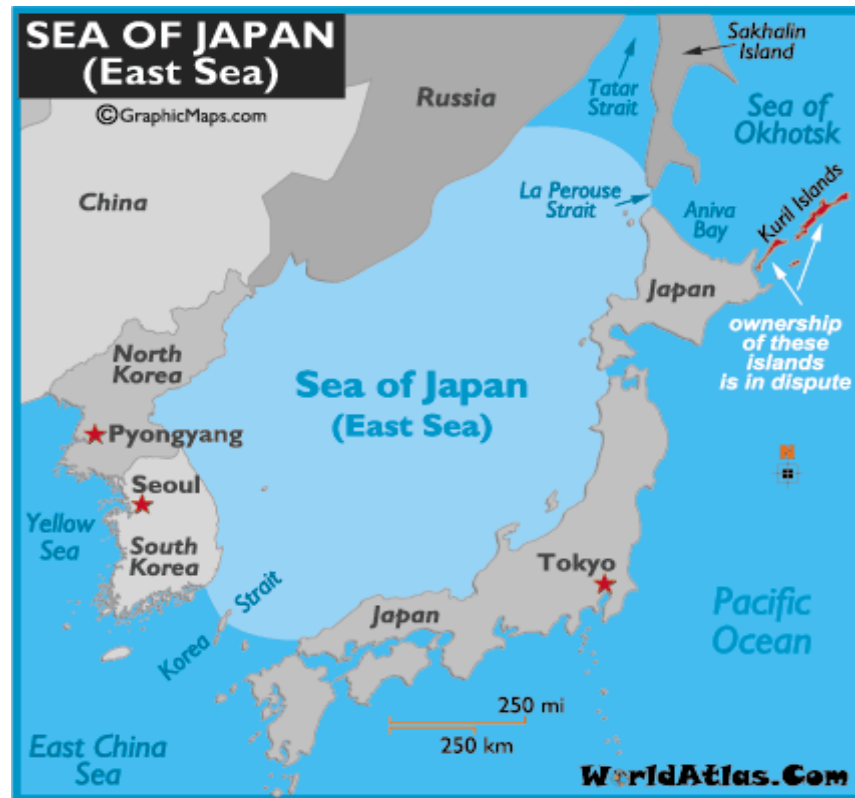 SEA OF JAPAN
(East Sea)
©GraphicMaps.com
Russia
Tatar
Strait
Sakhalin
Island
Sea of
Okhotsk
China
La Perouse
Strait
Aniva
Bay
Kuril Islands
Japan
ownership
of these
islands
is in dispute
North
Korea
Sea of Japan
(East Sea)
Pyongyang
Seoul
Yellow
Sea
South
Korea
Tokyo
Korea Strait
Japan
Pacific
Ocean
250 mi
250 km
East China
Sea
WorldAtlas.Com